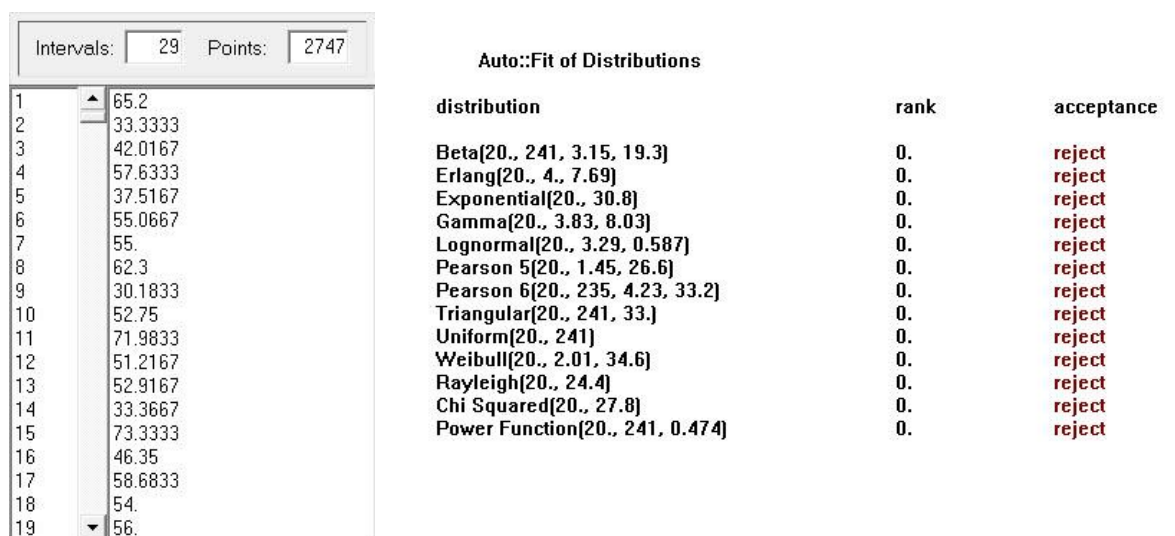 Intervals: 29 Points: 2747
1 65.2
2 33.3333
3 42.0167
4 57.6333
5 37.5167
6 55.0667
7 55.
8 62.3
9 30.1833
10 52.75
11 71.9833
12 51.2167
13 52.9167
14 33.3667
15 73.3333
16 46.35
17 58.6833
18 54.
19 56.
Auto::Fit of Distributions
distribution rank acceptance
Beta(20., 241, 3.15, 19.3) 0. reject
Erlang(20., 4., 7.69) 0. reject
Exponential(20., 30.8) 0. reject
Gamma(20., 3.83, 8.03) 0. reject
Lognormal(20., 3.29, 0.587) 0. reject
Pearson 5(20., 1.45, 26.6) 0. reject
Pearson 6(20., 235, 4.23, 33.2) 0. reject
Triangular(20., 241, 33.) 0. reject
Uniform(20., 241) 0. reject
Weibull(20., 2.01, 34.6) 0. reject
Rayleigh(20., 24.4) 0. reject
Chi Squared(20., 27.8) 0. reject
Power Function(20., 241, 0.474) 0. reject